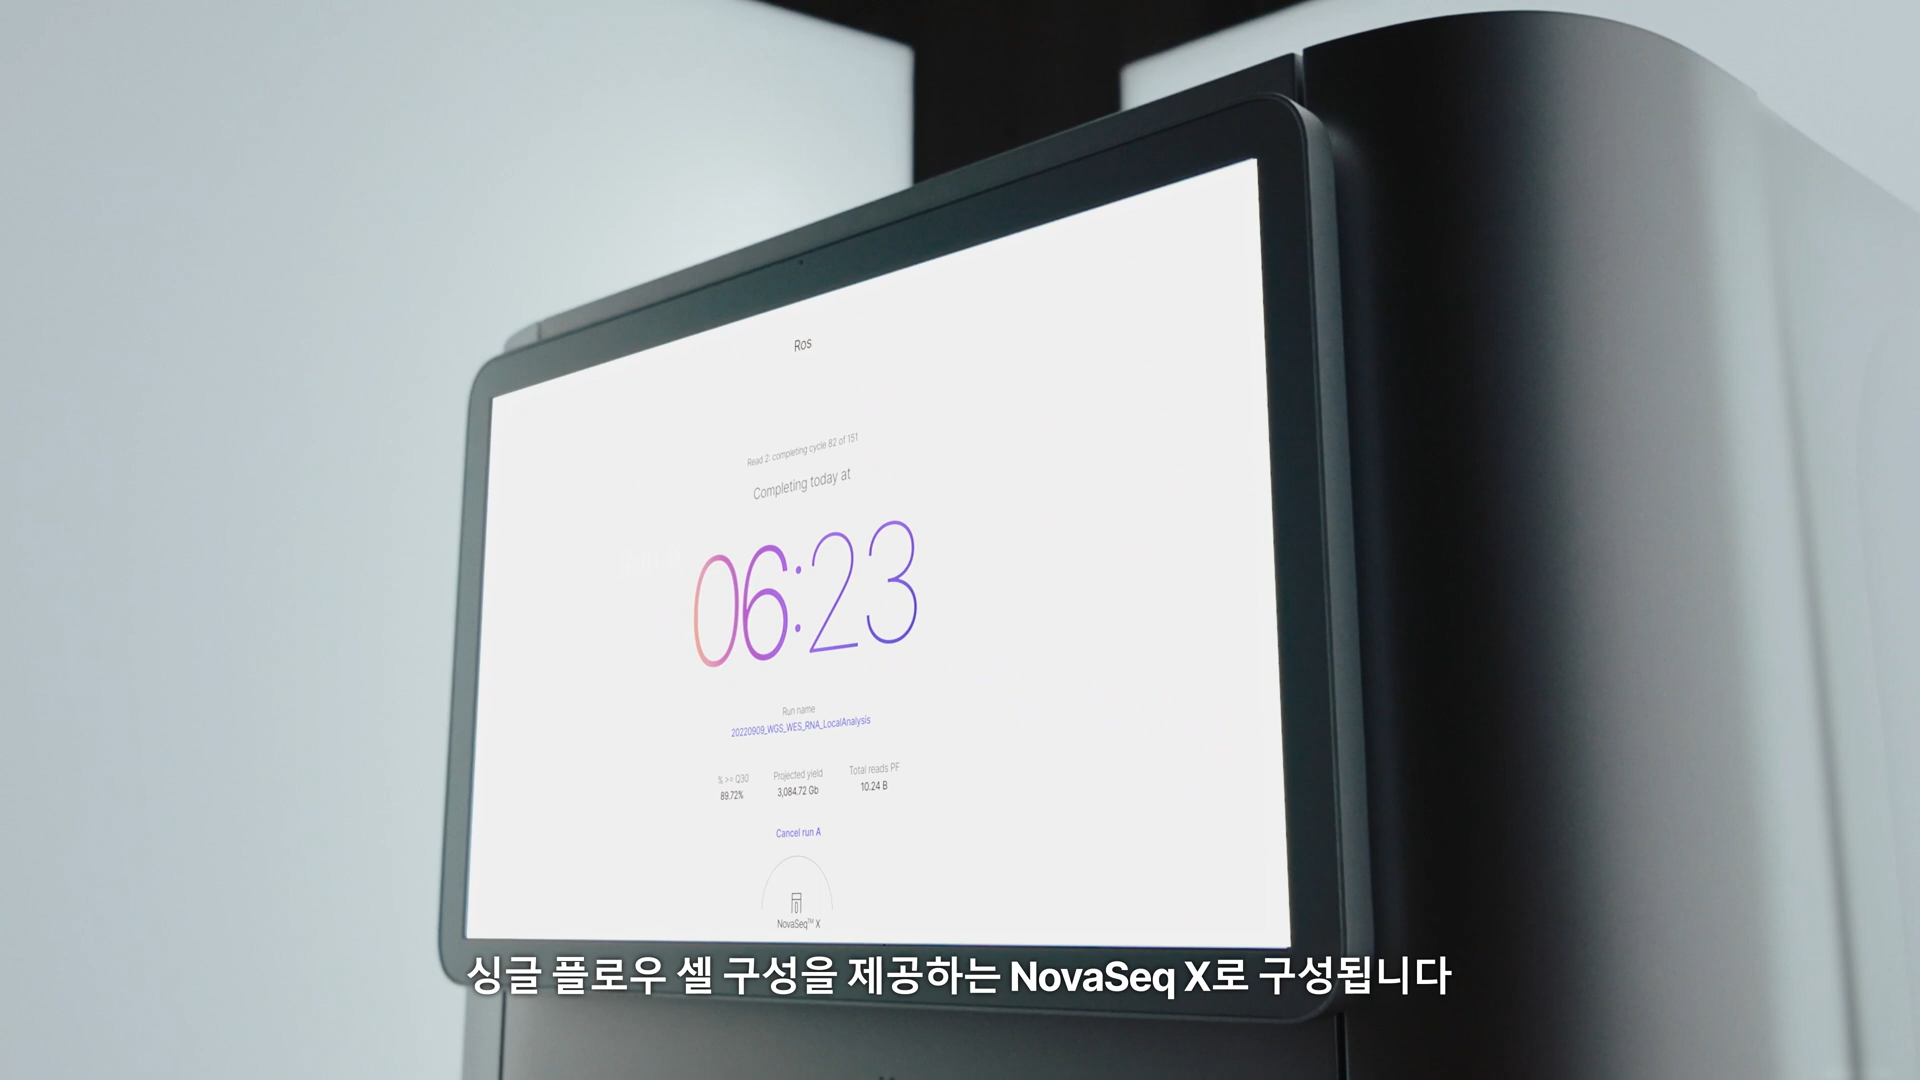 Ros
Read 2: completing cycle 82 of 151
Completing today at
06:23
Run name
20220909_WGS_WES_RNA_LocalAnalysis
% >= Q30 Projected yield Total reads PF
89.72% 3,084.72 Gb 10.24 B
Cancel run A
NovaSeq™ X
싱글 플로우 셀 구성을 제공하는 NovaSeq X로 구성됩니다